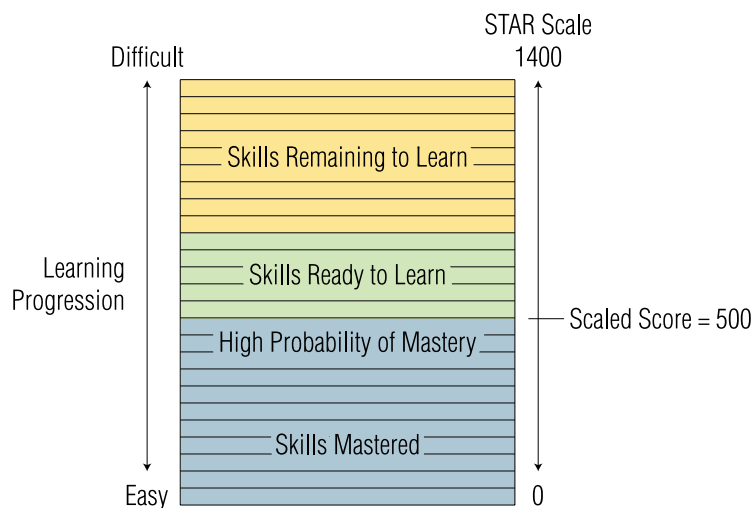 STAR Scale
Difficult
1400
Skills Remaining to Learn
Learning
Progression
Skills Ready to Learn
Scaled Score = 500
High Probability of Mastery
Skills Mastered
Easy
0